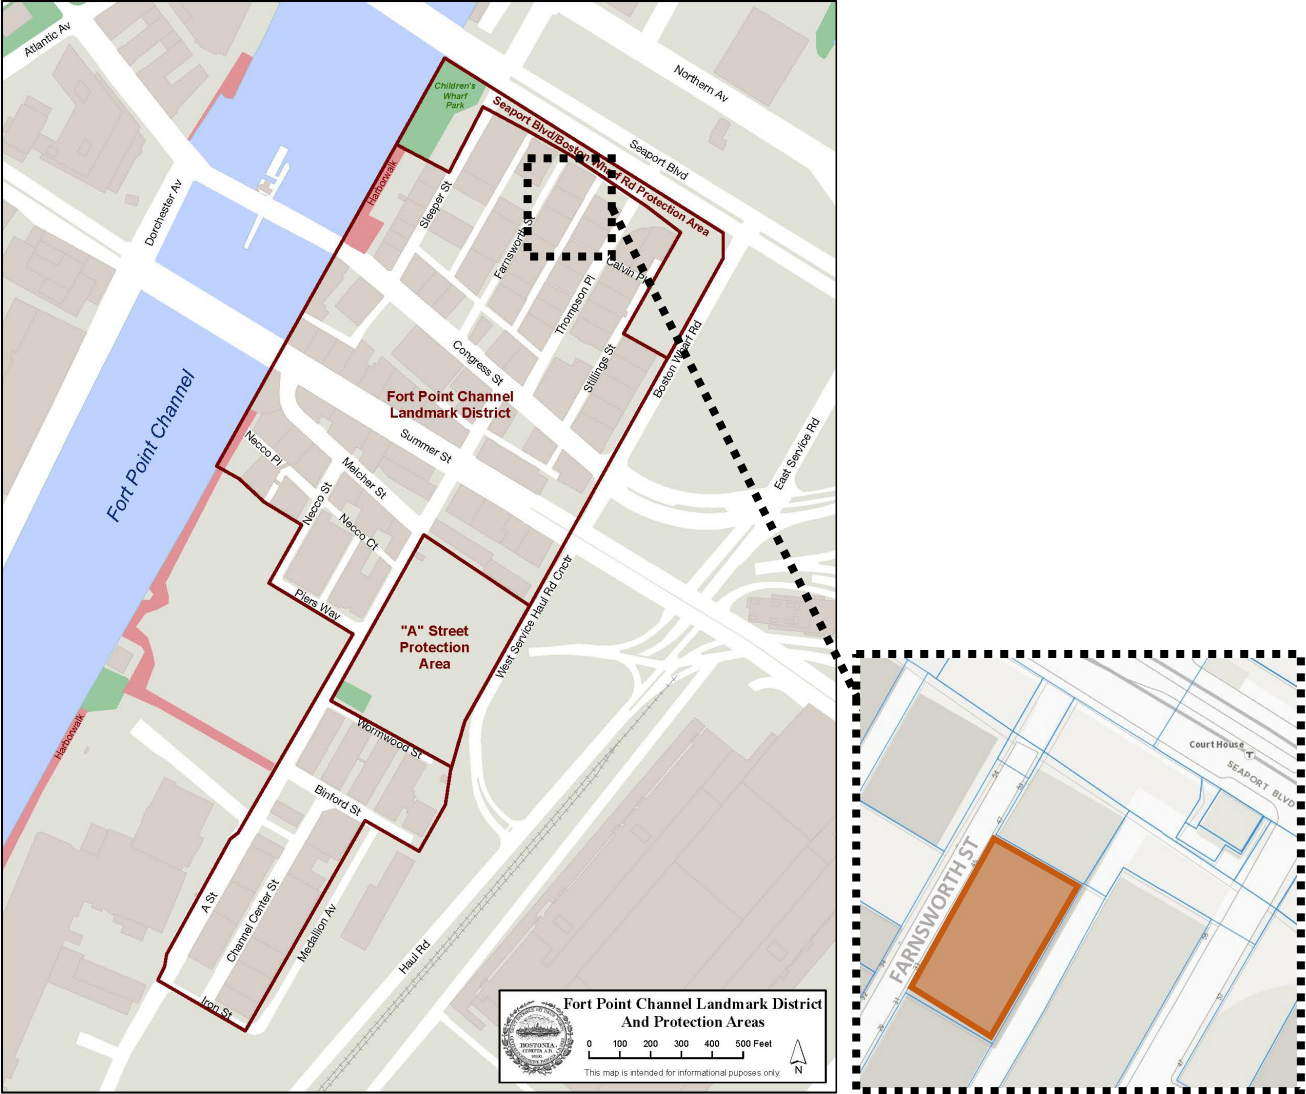 Atlantic Av
Northern Av
Children's
Wharf
Park
Seaport Blvd/Boston Wharf Rd Protection Area
Seaport Blvd
Harborwalk
Dorchester Av
Sleeper St
Farnsworth St
Calvin Pl
Thompson Pl
Stillings St
Boston Wharf Rd
Congress St
Fort Point Channel
Landmark District
Fort Point Channel
Summer St
East Service Rd
Necco Pl
Melcher St
Necco St
Necco Ct
Piers Way
West Service Haul Rd Cnctr
"A" Street
Protection
Area
Harborwalk
Wormwood St
Binford St
A St
Channel Center St
Medallion Av
Haul Rd
Iron St
Fort Point Channel Landmark District
And Protection Areas
BOSTONIA.
CONDITA A.D.
0 100 200 300 400 500 Feet
This map is intended for informational puposes only.
N
Court House
T
SEAPORT BLVD
FARNSWORTH ST